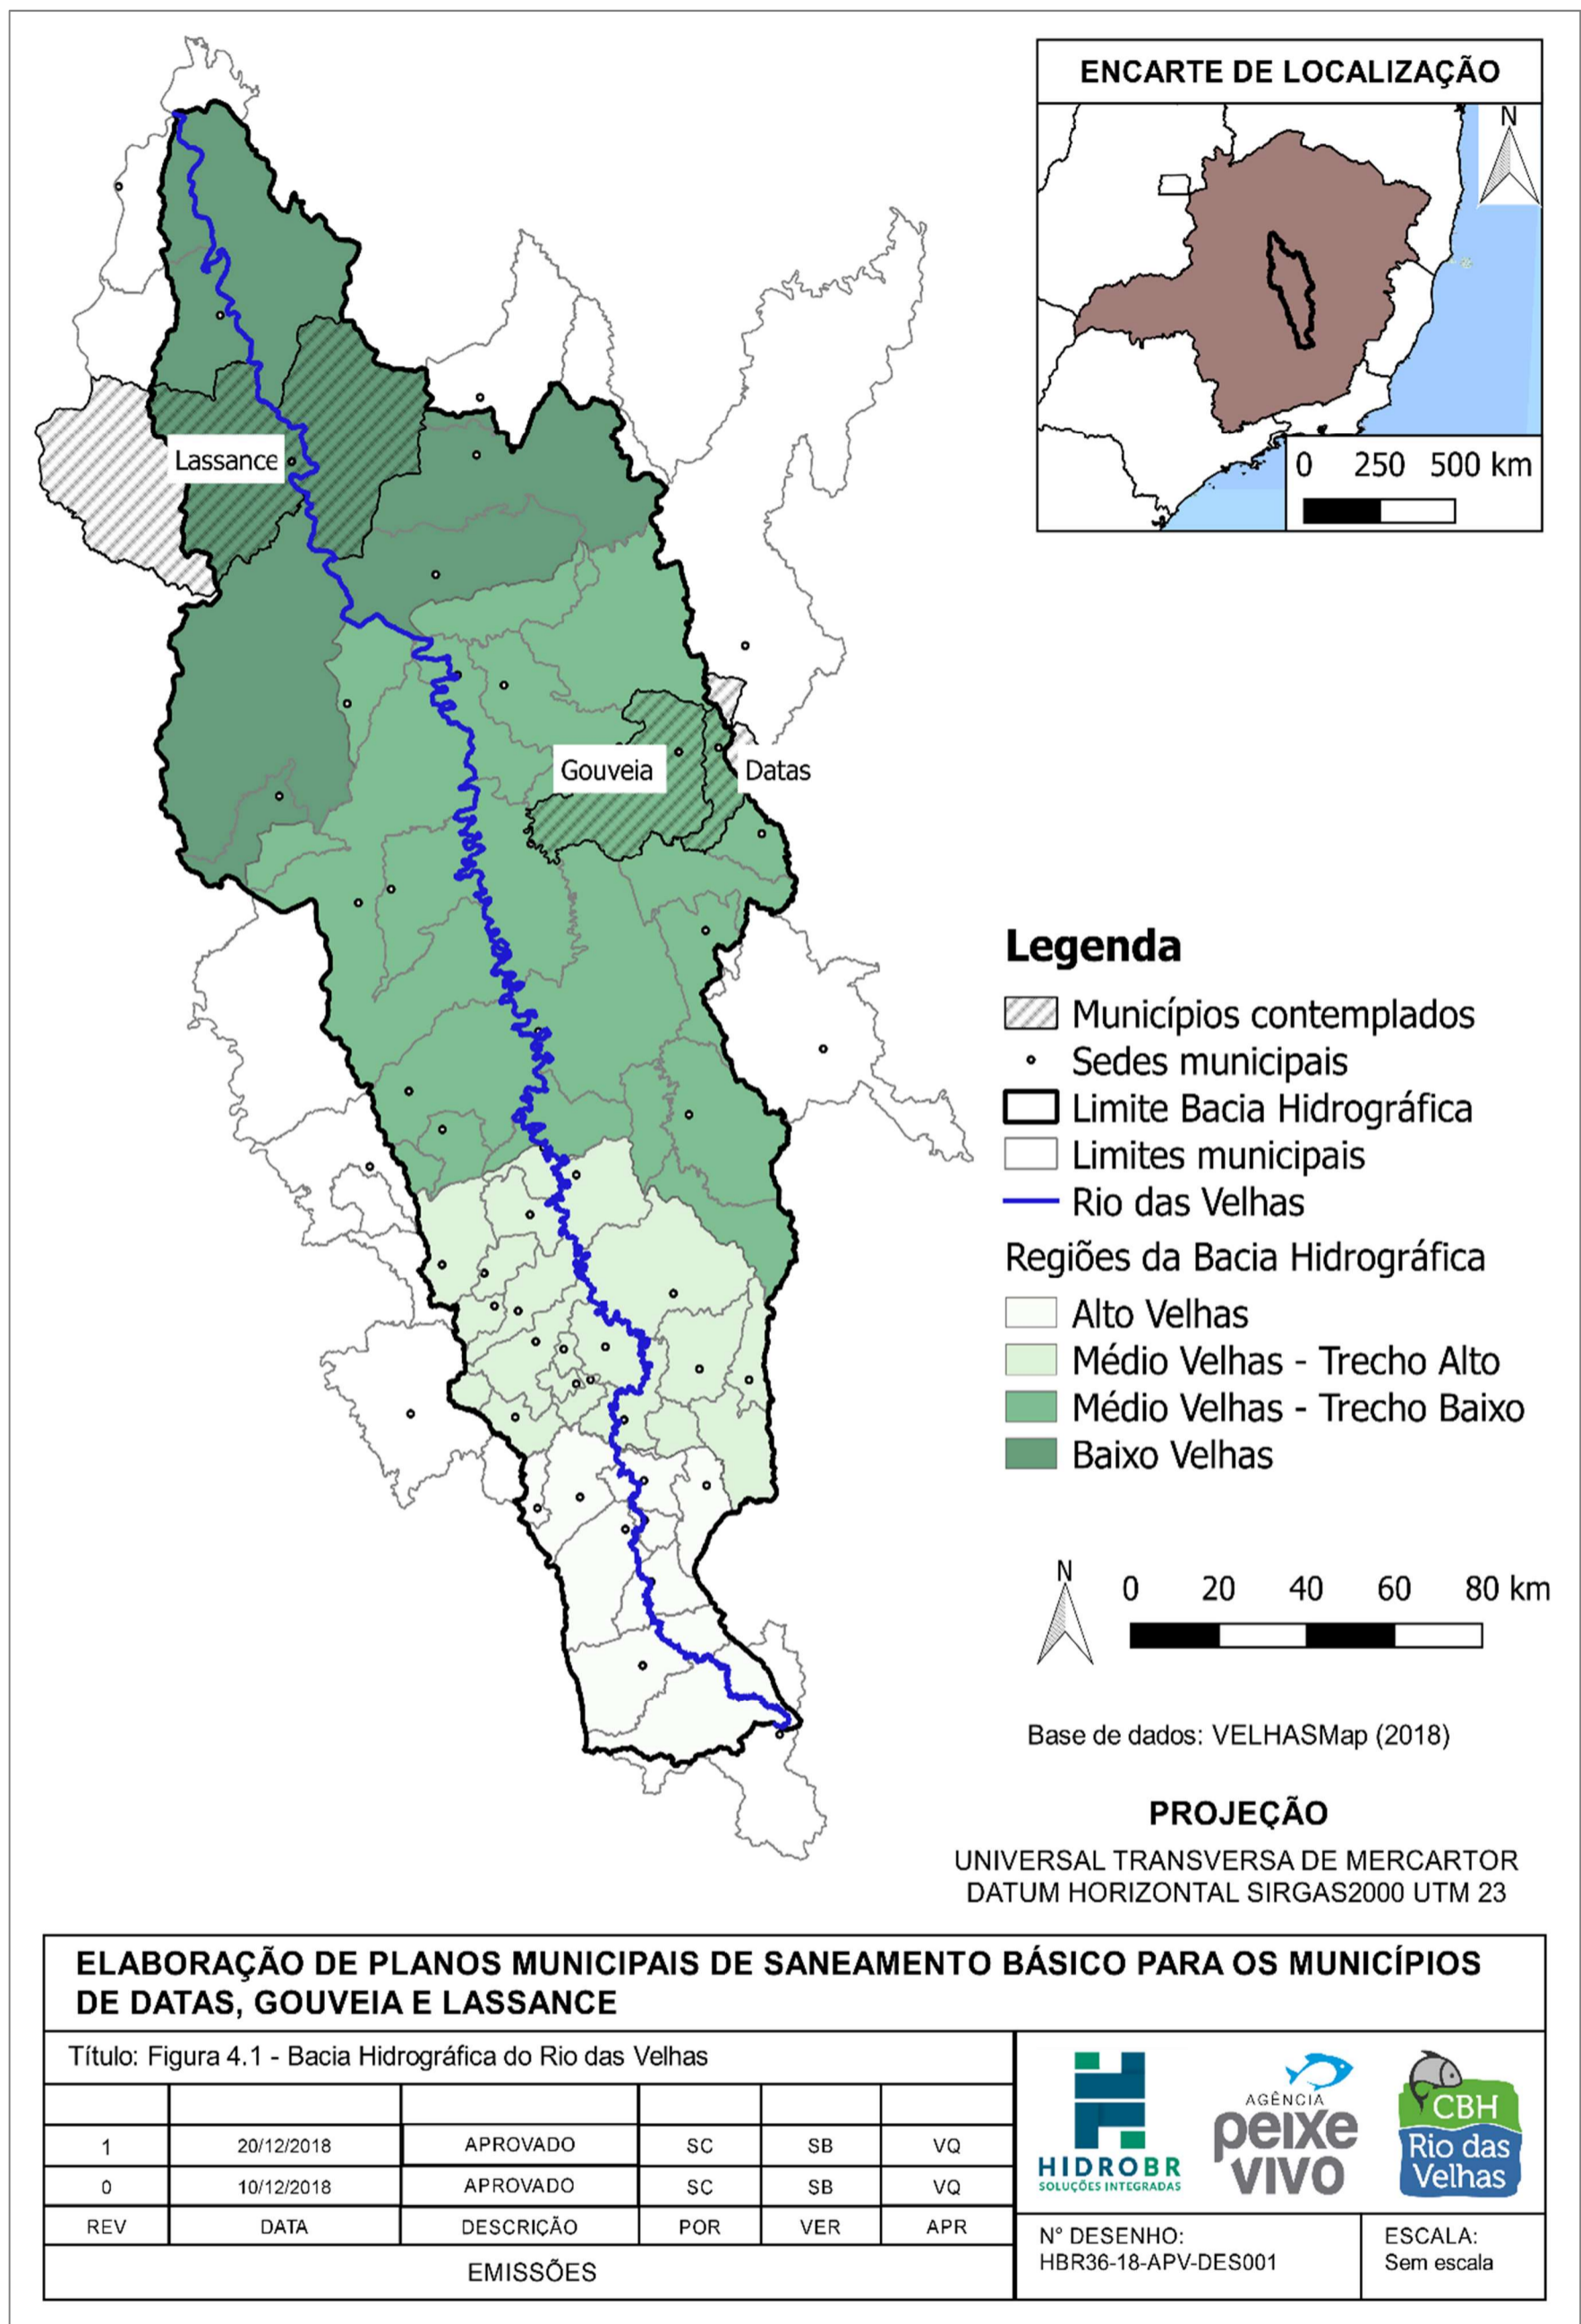 ENCARTE DE LOCALIZAÇÃO
N
0 250 500 km
Lassance
Gouveia
Datas
Legenda
Municípios contemplados
Sedes municipais
Limite Bacia Hidrográfica
Limites municipais
Rio das Velhas
Regiões da Bacia Hidrográfica
Alto Velhas
Médio Velhas - Trecho Alto
Médio Velhas - Trecho Baixo
Baixo Velhas
N
0 20 40 60 80 km
Base de dados: VELHASMap (2018)
PROJEÇÃO
UNIVERSAL TRANSVERSA DE MERCARTOR
DATUM HORIZONTAL SIRGAS2000 UTM 23
ELABORAÇÃO DE PLANOS MUNICIPAIS DE SANEAMENTO BÁSICO PARA OS MUNICÍPIOS
DE DATAS, GOUVEIA E LASSANCE
Título: Figura 4.1 - Bacia Hidrográfica do Rio das Velhas
1 20/12/2018 APROVADO SC SB VQ
0 10/12/2018 APROVADO SC SB VQ
REV DATA DESCRIÇÃO POR VER APR
EMISSÕES
HIDROBR
SOLUÇÕES INTEGRADAS
AGÊNCIA
peixe
VIVO
CBH
Rio das
Velhas
N° DESENHO:
HBR36-18-APV-DES001
ESCALA:
Sem escala